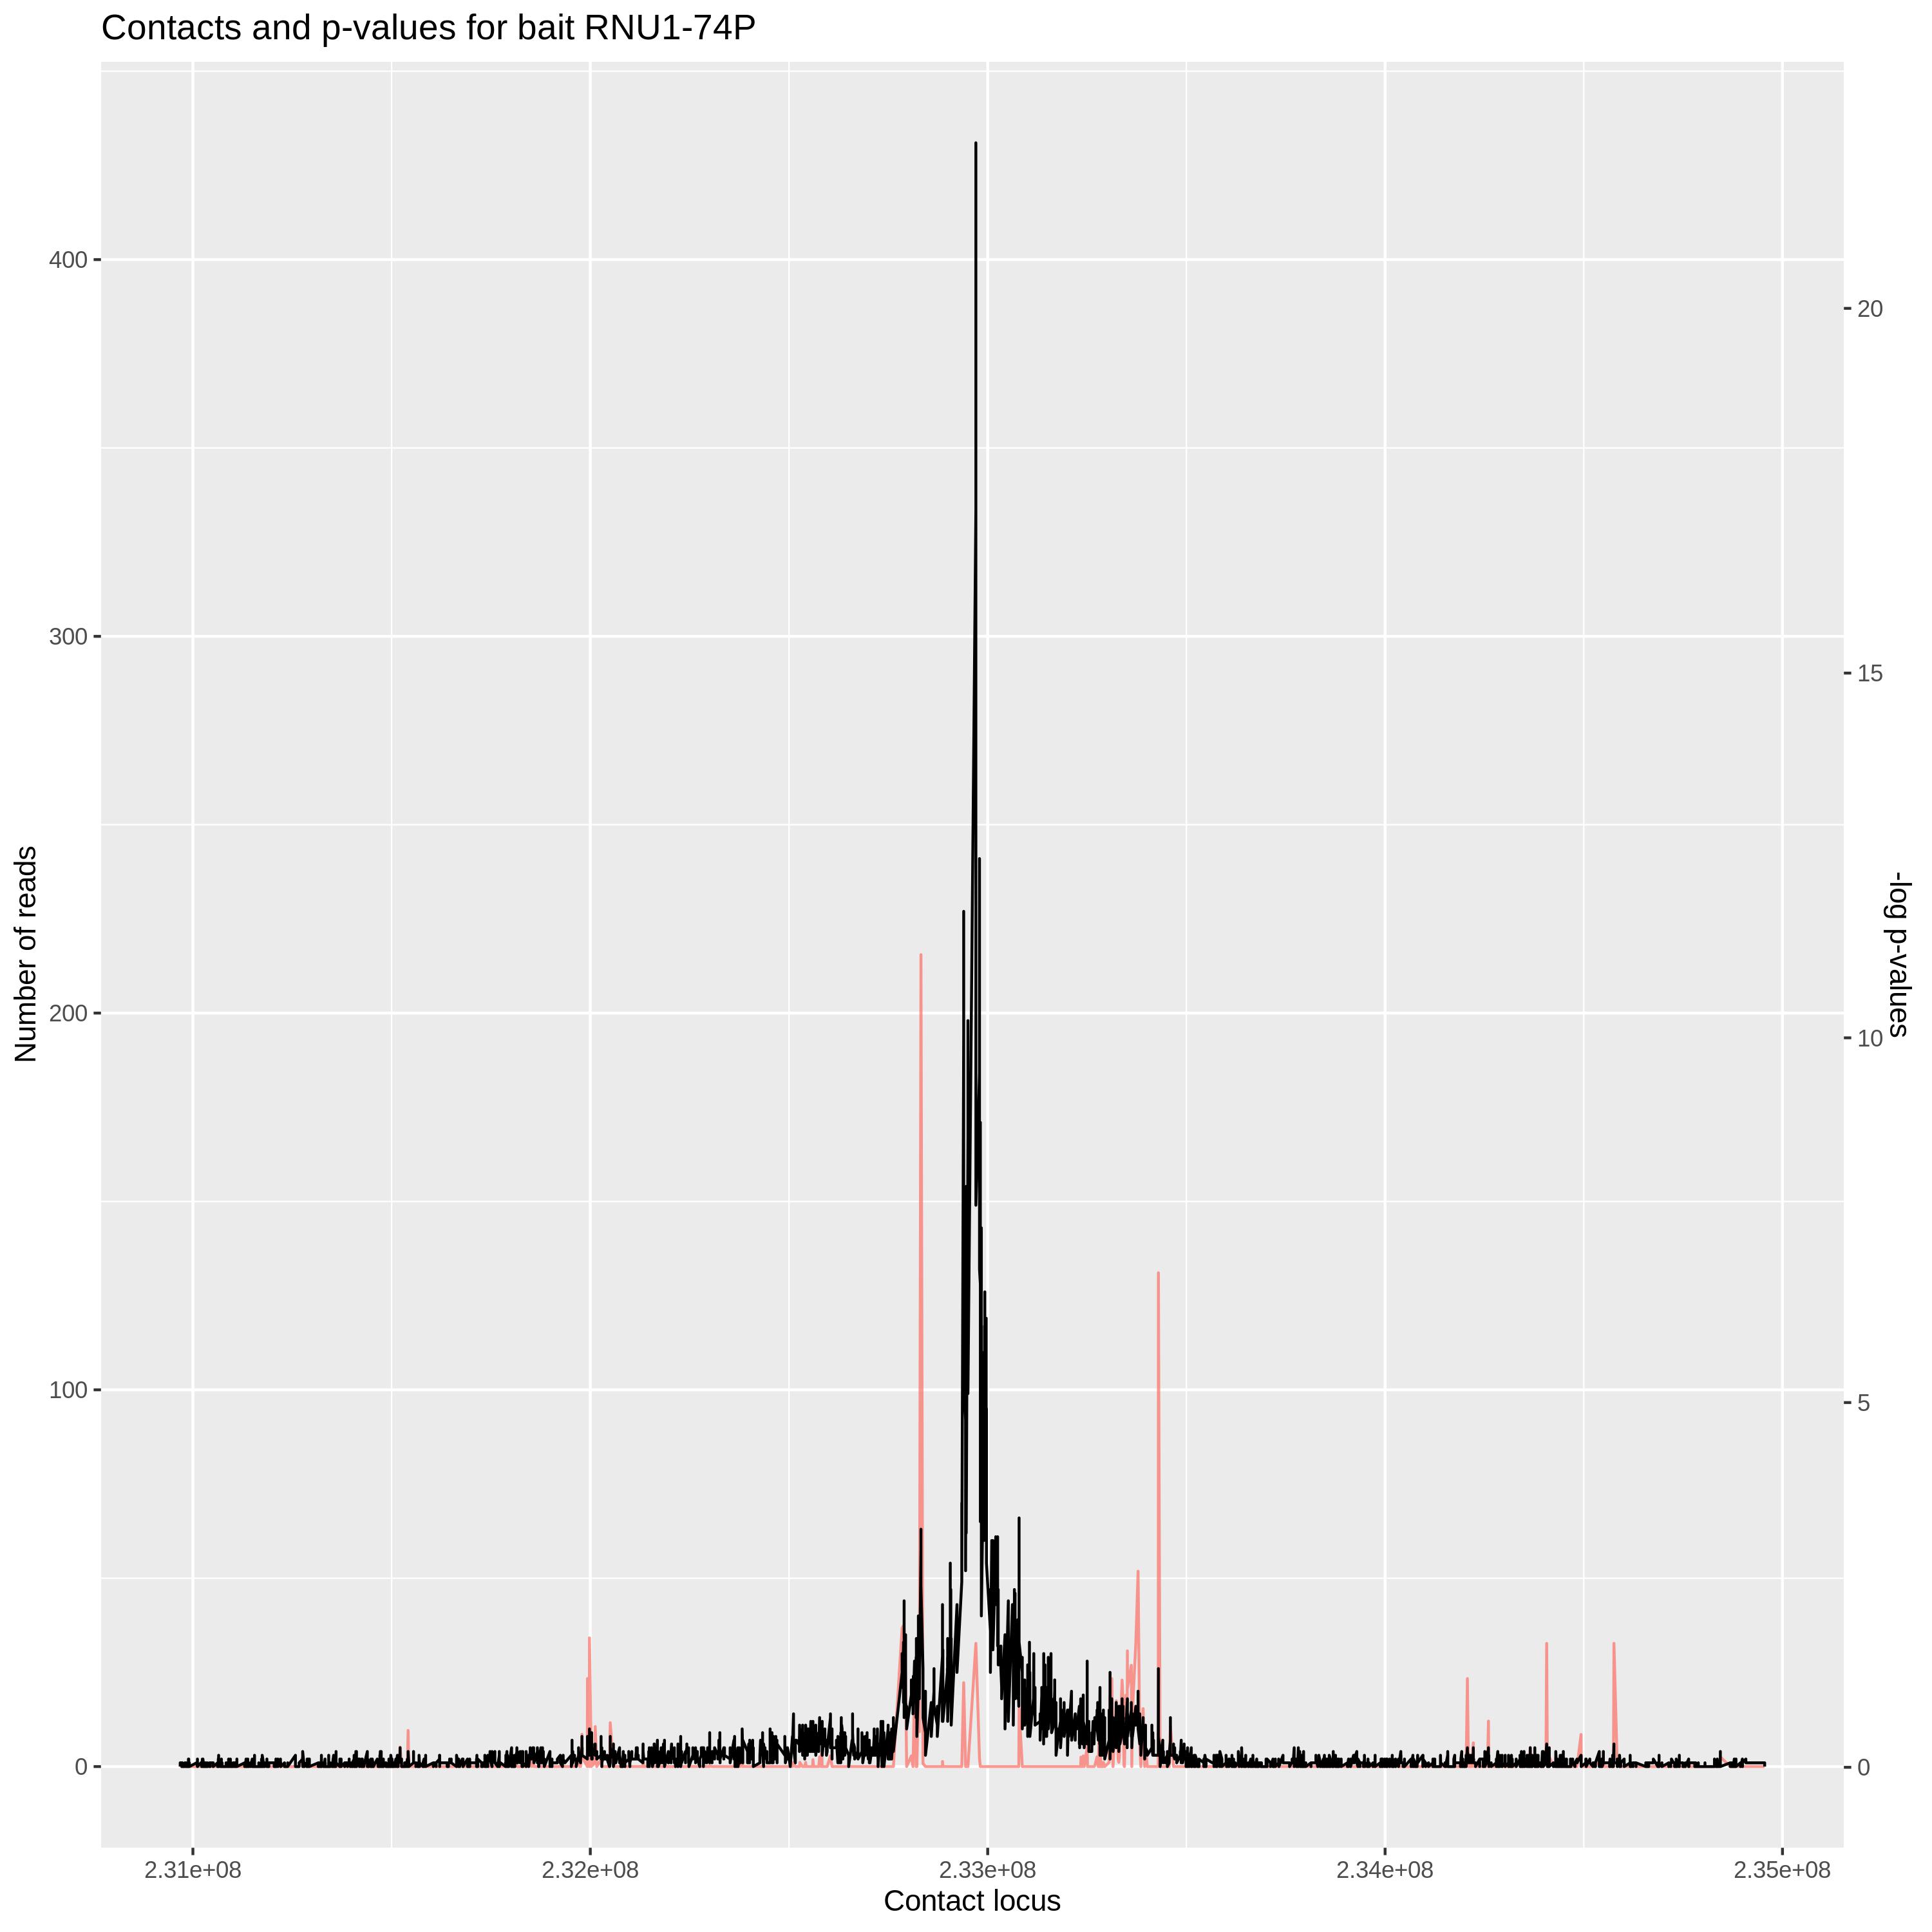 Contacts and p-values for bait RNU1-74P
400
300
200
100
0
Number of reads
20
15
10
5
0
-log p-values
2.31e+08
2.32e+08
2.33e+08
2.34e+08
2.35e+08
Contact locus